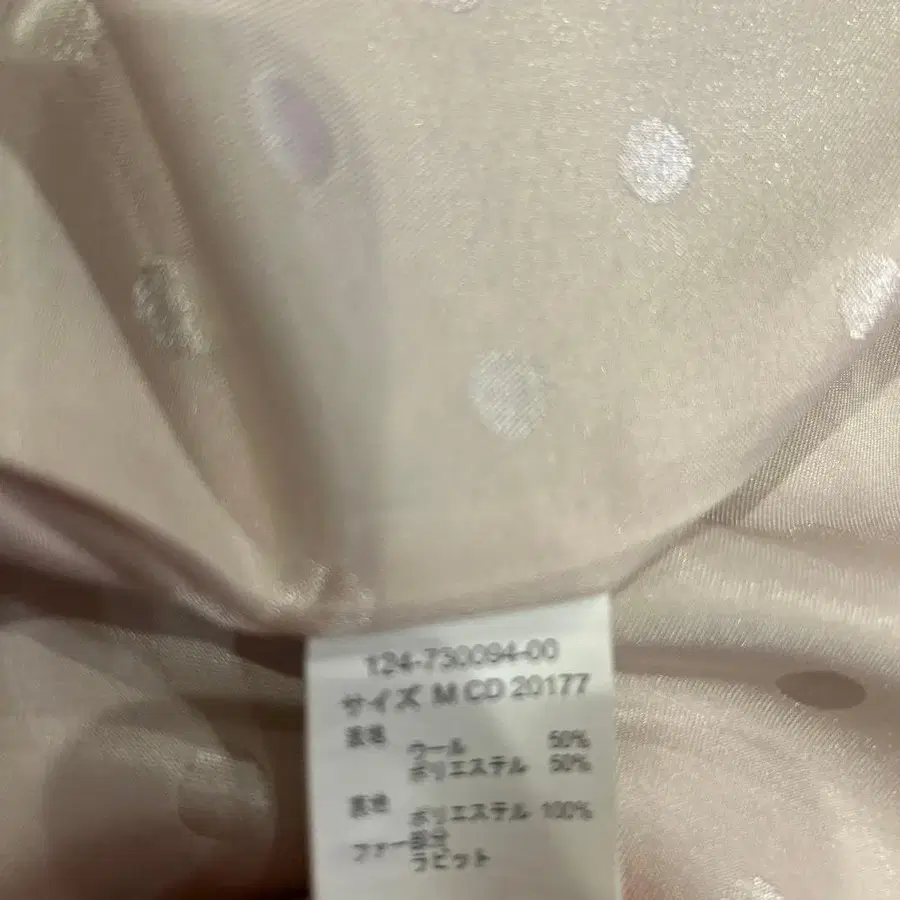 124-730094-00
サイズ M CD 20177
表地 ウール 50%
ポリエステル 50%
裏地 ポリエステル 100%
ファー部分
ラビット